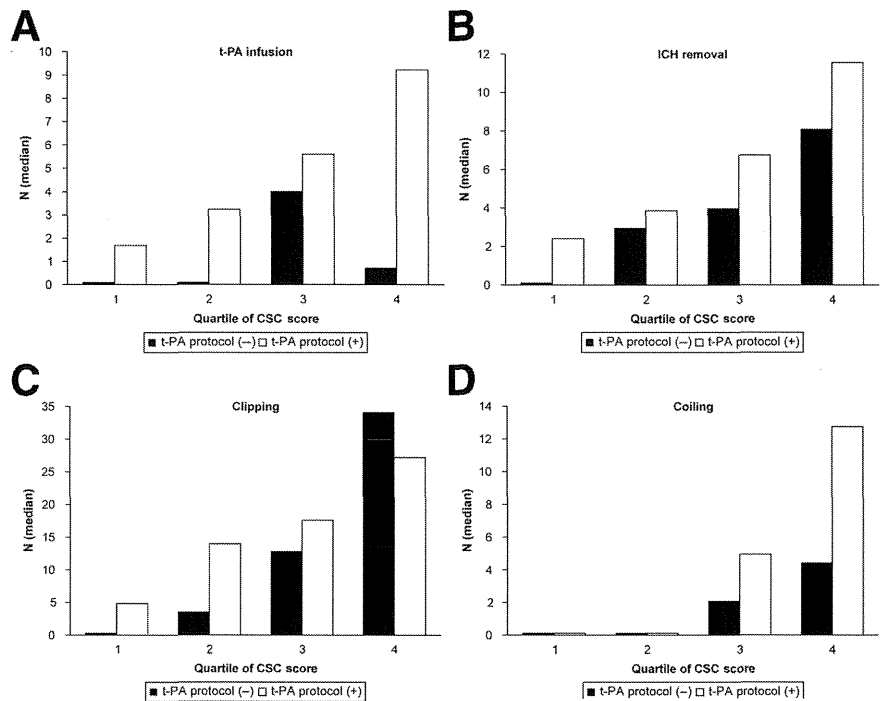 A
t-PA infusion
N (median)
10
9
8
7
6
5
4
3
2
1
0
1 2 3 4
Quartile of CSC score
■ t-PA protocol (−) □ t-PA protocol (+)
B
ICH removal
N (median)
12
10
8
6
4
2
0
1 2 3 4
Quartile of CSC score
■ t-PA protocol (−) □ t-PA protocol (+)
C
Clipping
N (median)
35
30
25
20
15
10
5
0
1 2 3 4
Quartile of CSC score
■ t-PA protocol (−) □ t-PA protocol (+)
D
Coiling
N (median)
14
12
10
8
6
4
2
0
1 2 3 4
Quartile of CSC score
■ t-PA protocol (−) □ t-PA protocol (+)